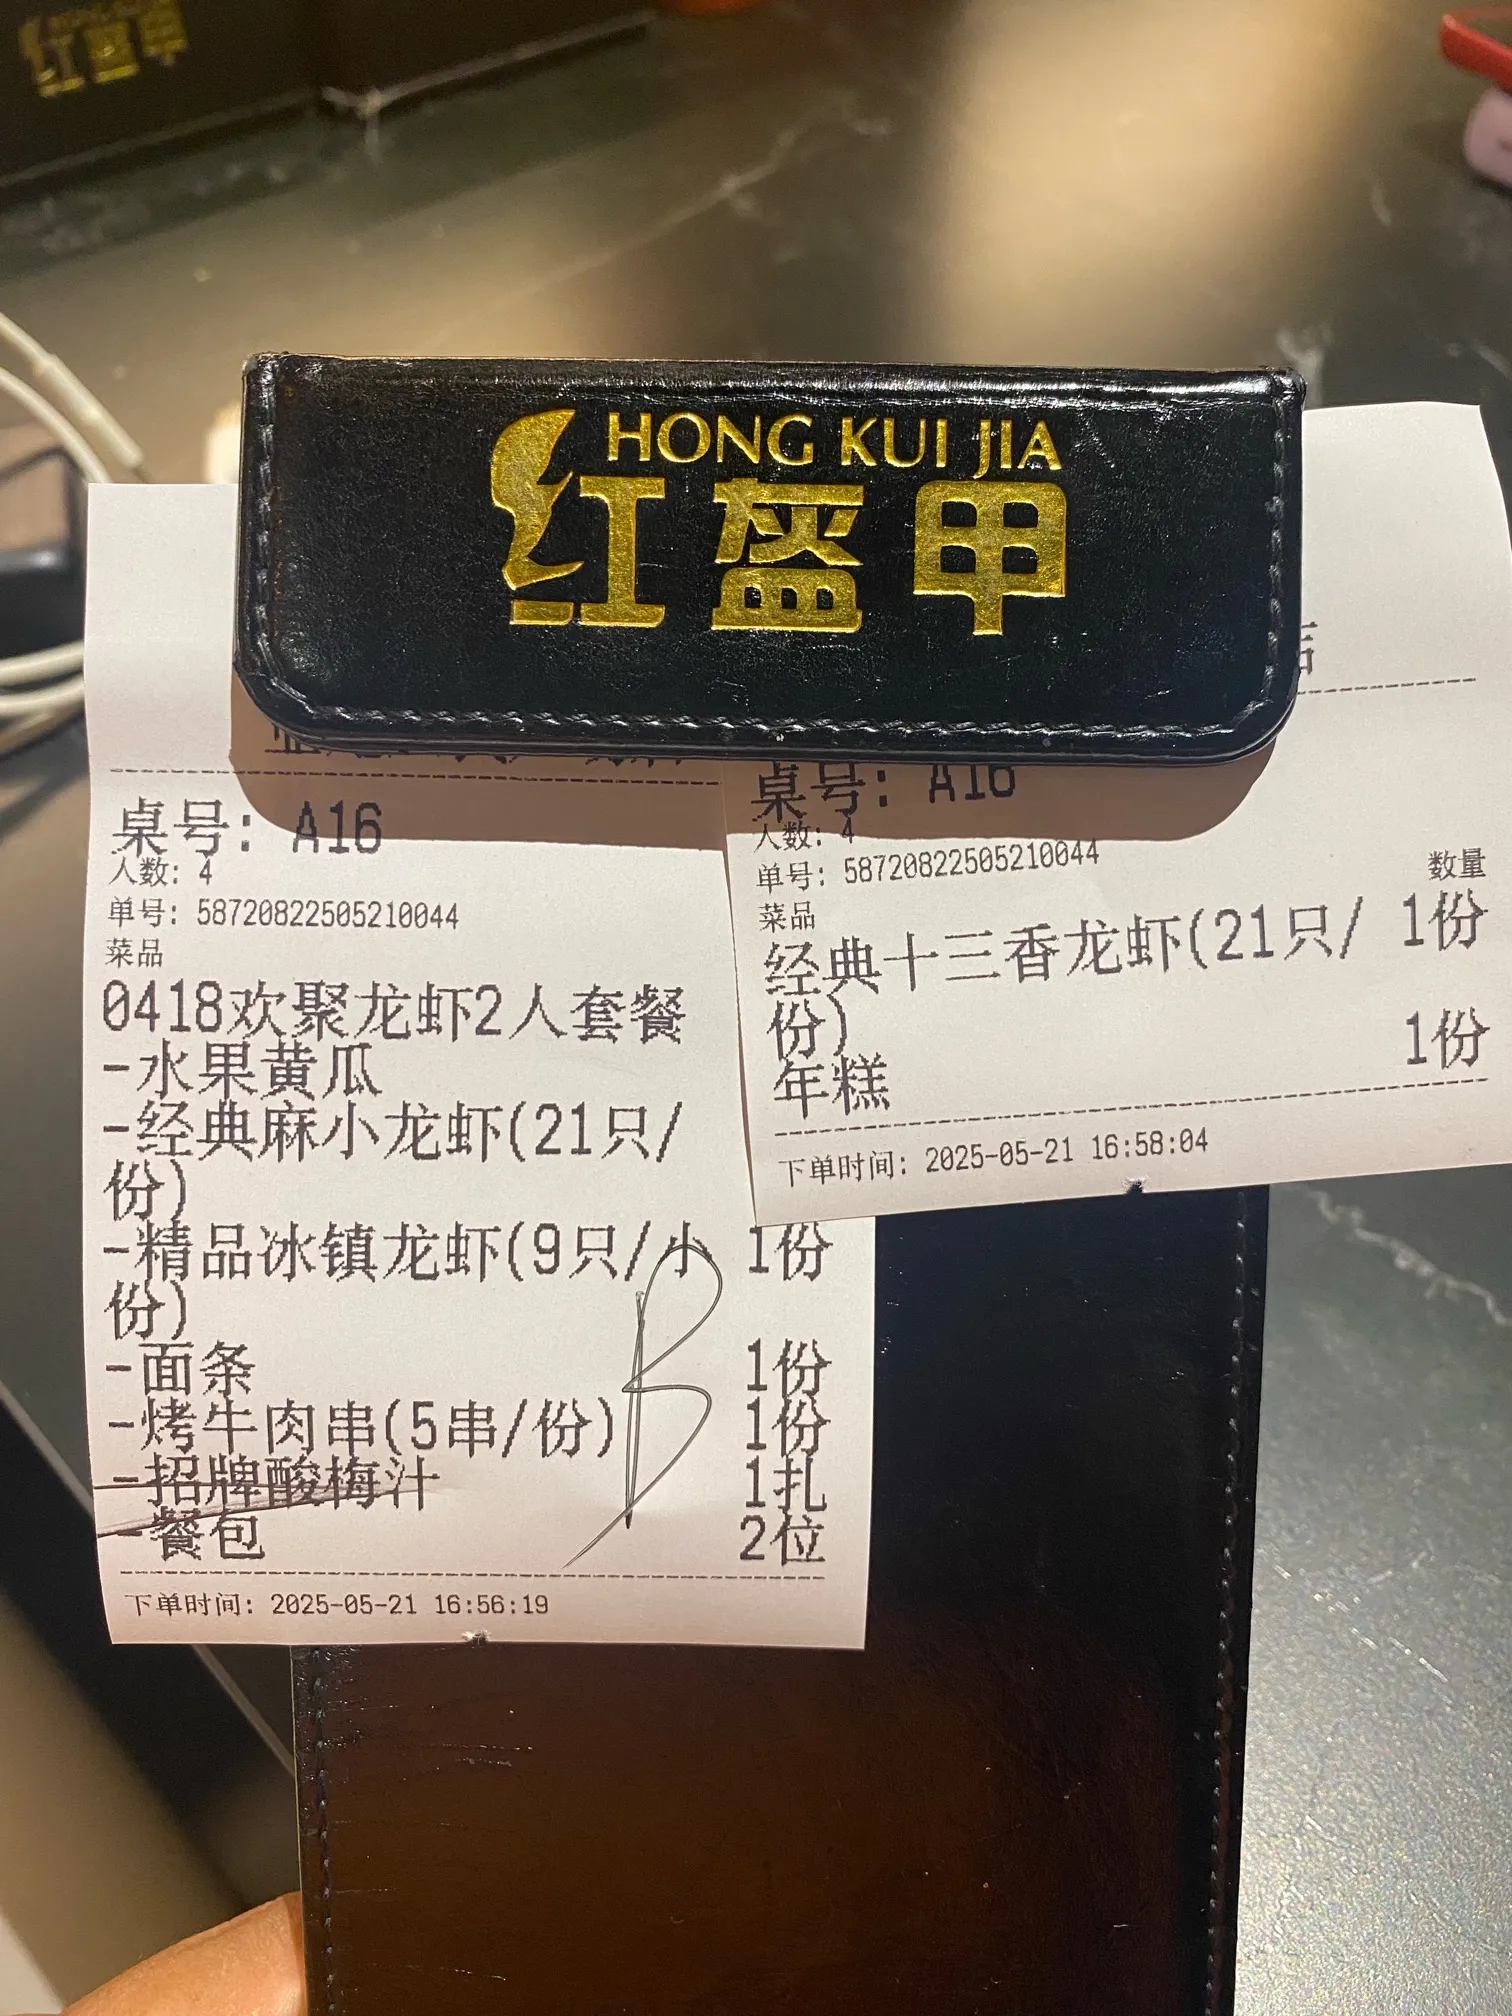 HONG KUI JIA
红盔甲
桌号: A16
人数: 4
单号: 58720822505210044
菜品
0418欢聚龙虾2人套餐
-水果黄瓜
-经典麻小龙虾(21只/
份)
-精品冰镇龙虾(9只/小 1份
份)
-面条 1份
-烤牛肉串(5串/份) 1份
-招牌酸梅汁 1扎
-餐包 2位
下单时间: 2025-05-21 16:56:19
B
店
桌号: A16
人数: 4
单号: 58720822505210044
菜品 数量
经典十三香龙虾(21只/ 1份
份)
年糕 1份
下单时间: 2025-05-21 16:58:04